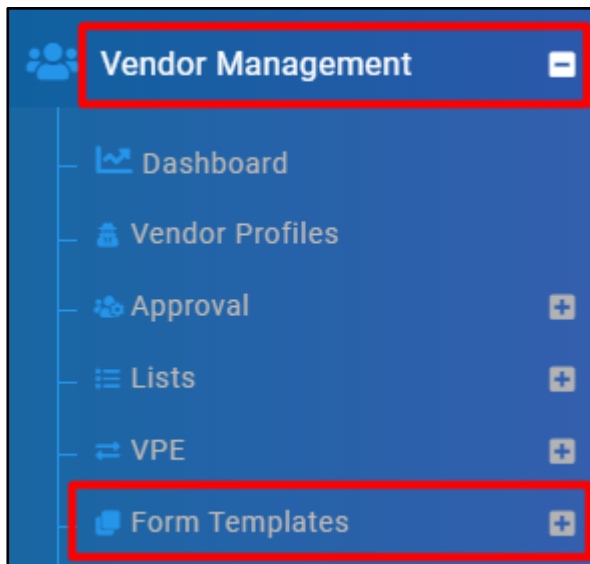 Vendor Management
Dashboard
Vendor Profiles
Approval
Lists
VPE
Form Templates